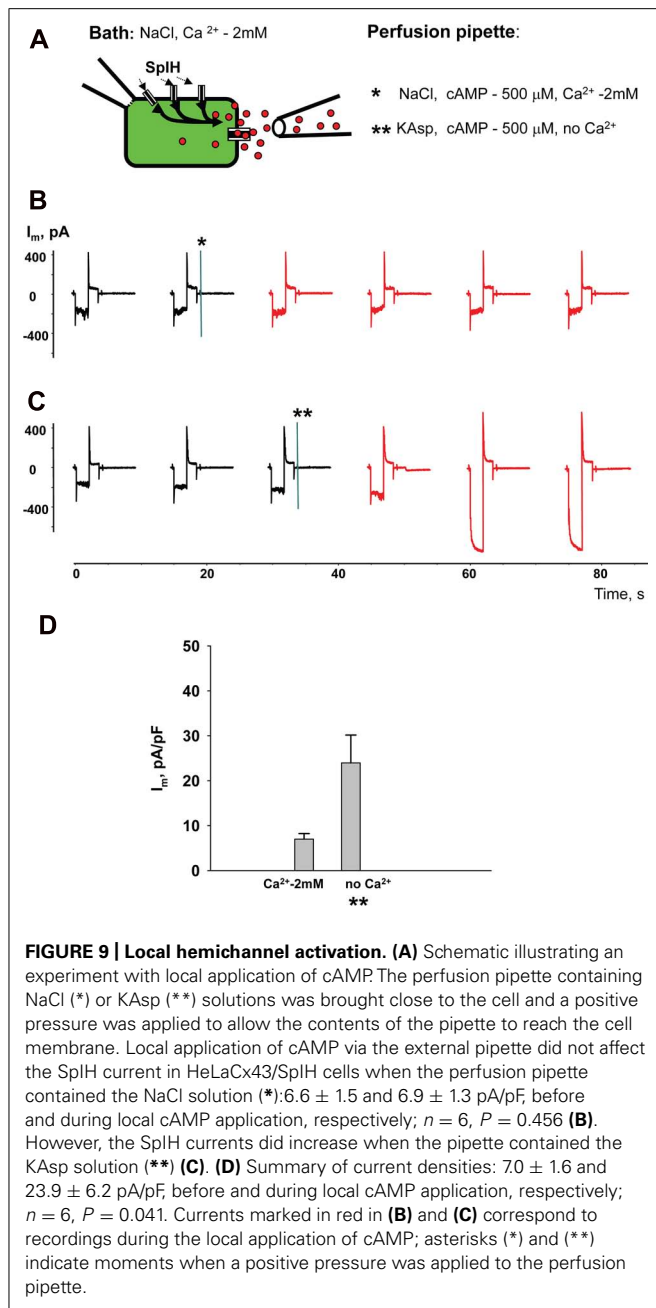 A
Bath: NaCl, Ca 2+ - 2mM
Perfusion pipette:
SpIH
* NaCl, cAMP - 500 µM, Ca2+ -2mM
** KAsp, cAMP - 500 µM, no Ca2+
B
Im, pA
*
400
0
-400
C
**
400
0
-400
0 20 40 60 80
Time, s
D
Im, pA/pF
50
40
30
20
10
0
Ca2+-2mM no Ca2+
**
FIGURE 9 | Local hemichannel activation. (A) Schematic illustrating an
experiment with local application of cAMP. The perfusion pipette containing
NaCl (*) or KAsp (**) solutions was brought close to the cell and a positive
pressure was applied to allow the contents of the pipette to reach the cell
membrane. Local application of cAMP via the external pipette did not affect
the SpIH current in HeLaCx43/SpIH cells when the perfusion pipette
contained the NaCl solution (*):6.6 ± 1.5 and 6.9 ± 1.3 pA/pF, before
and during local cAMP application, respectively; n = 6, P = 0.456 (B).
However, the SpIH currents did increase when the pipette contained the
KAsp solution (**) (C). (D) Summary of current densities: 7.0 ± 1.6 and
23.9 ± 6.2 pA/pF, before and during local cAMP application, respectively;
n = 6, P = 0.041. Currents marked in red in (B) and (C) correspond to
recordings during the local application of cAMP; asterisks (*) and (**)
indicate moments when a positive pressure was applied to the perfusion
pipette.